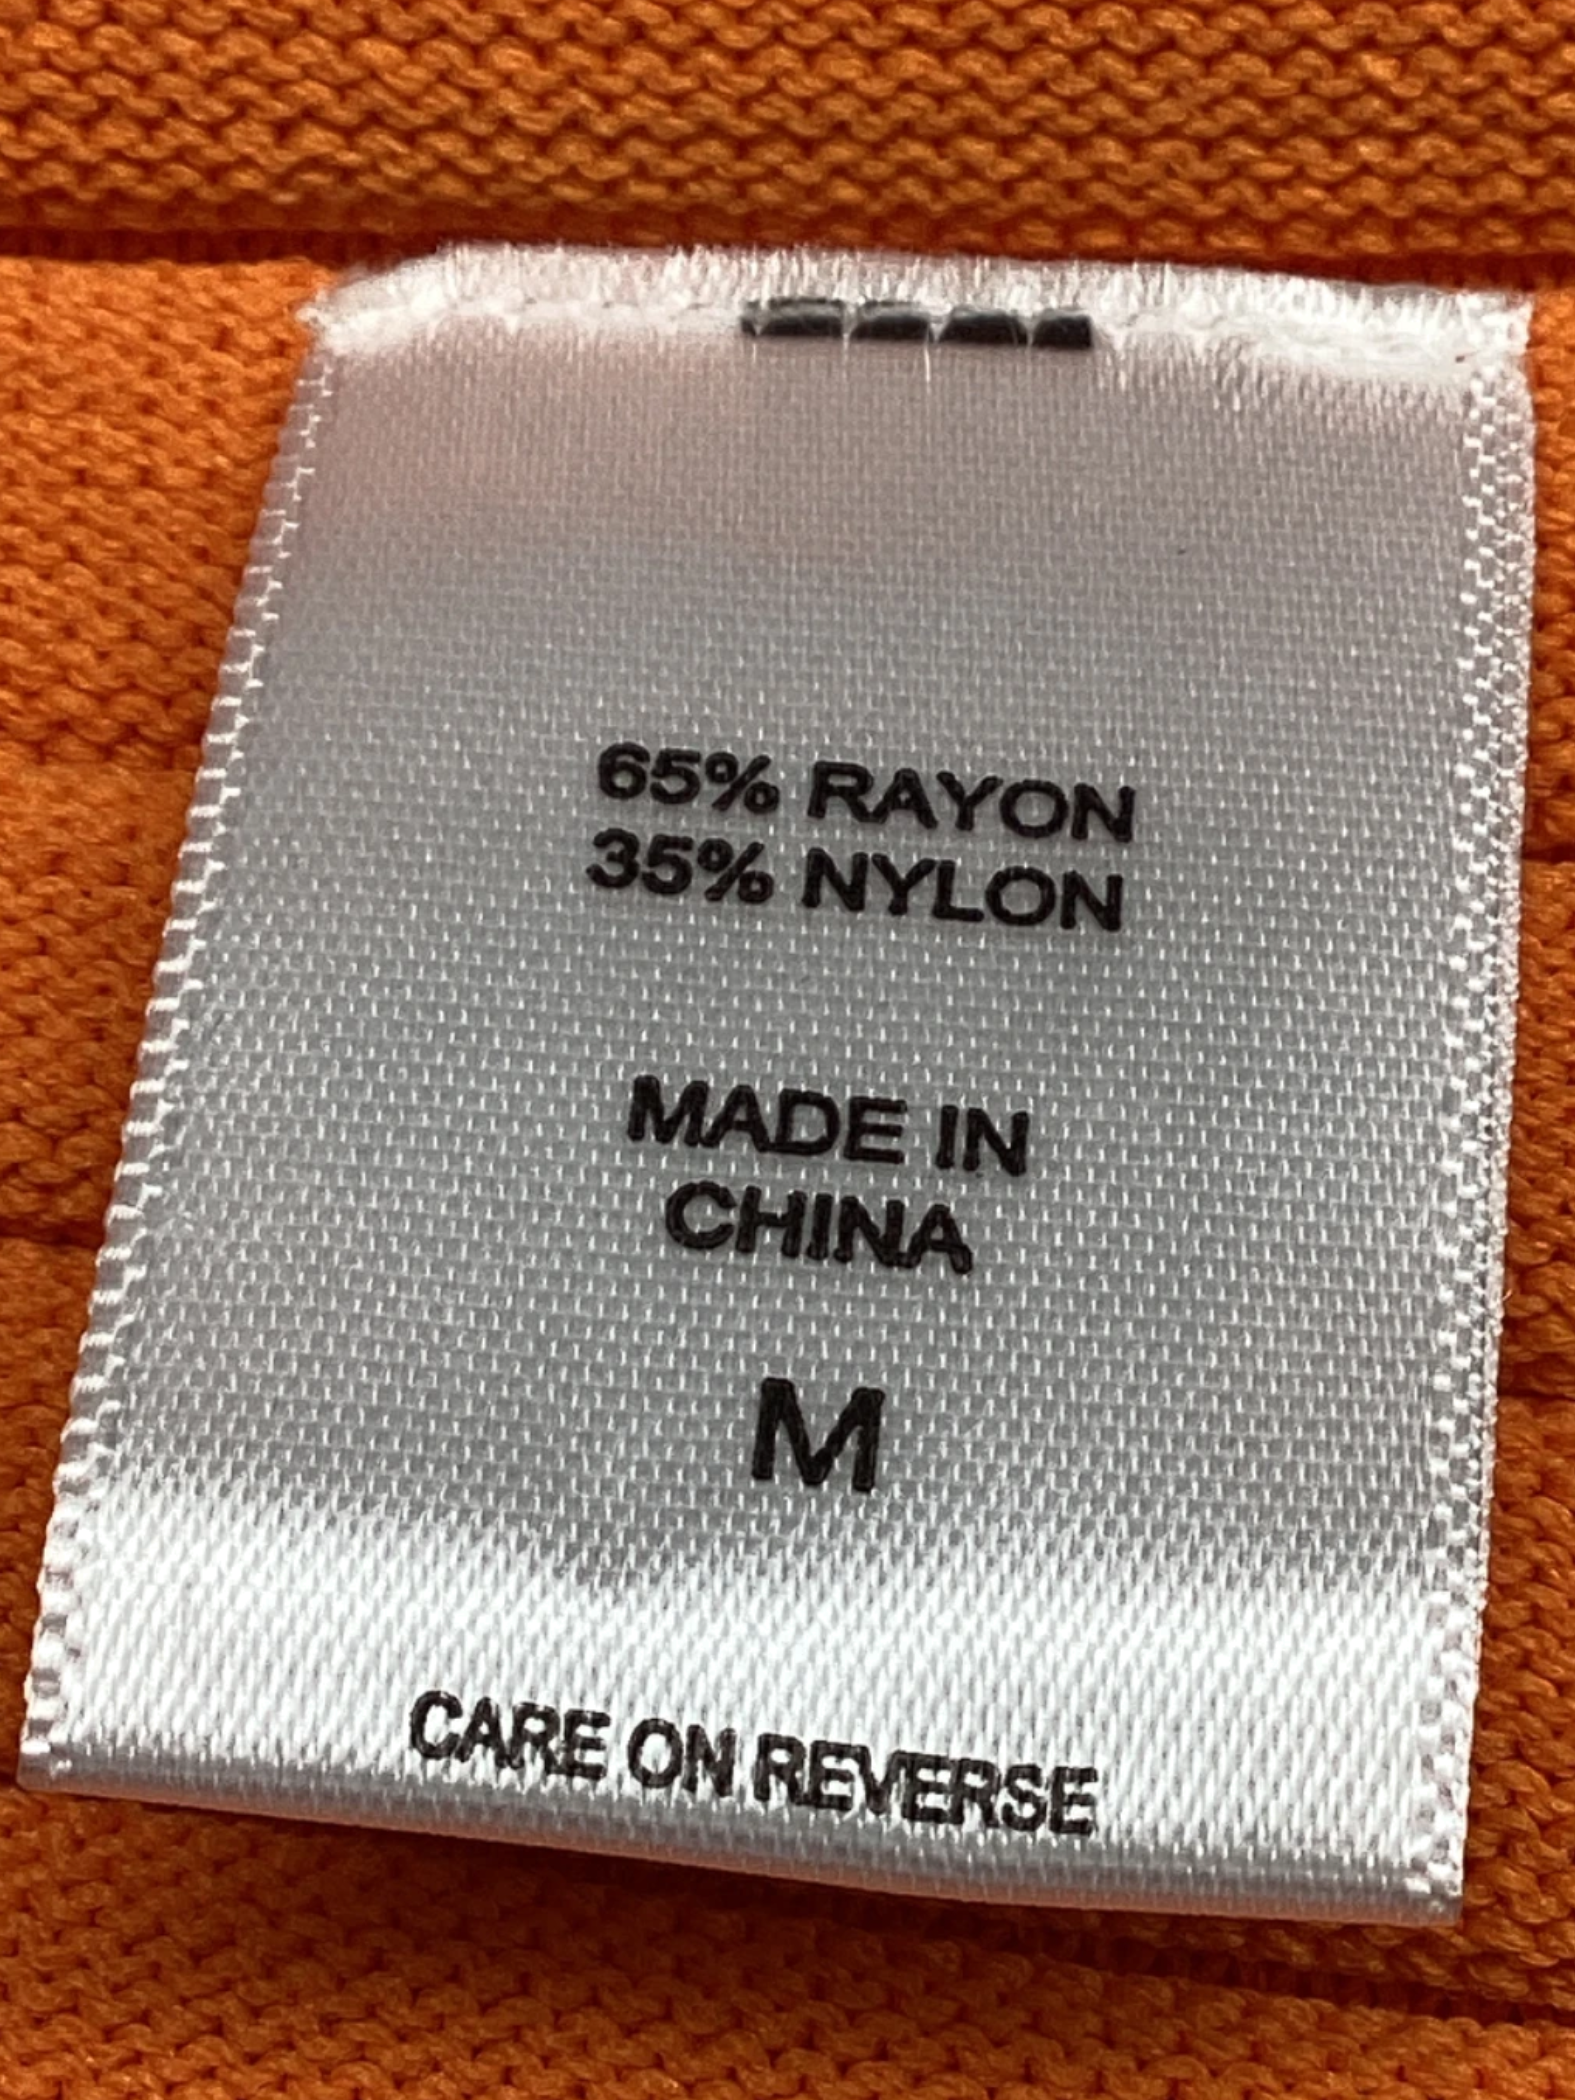 65% RAYON
35% NYLON
MADE IN
CHINA
M
CARE ON REVERSE